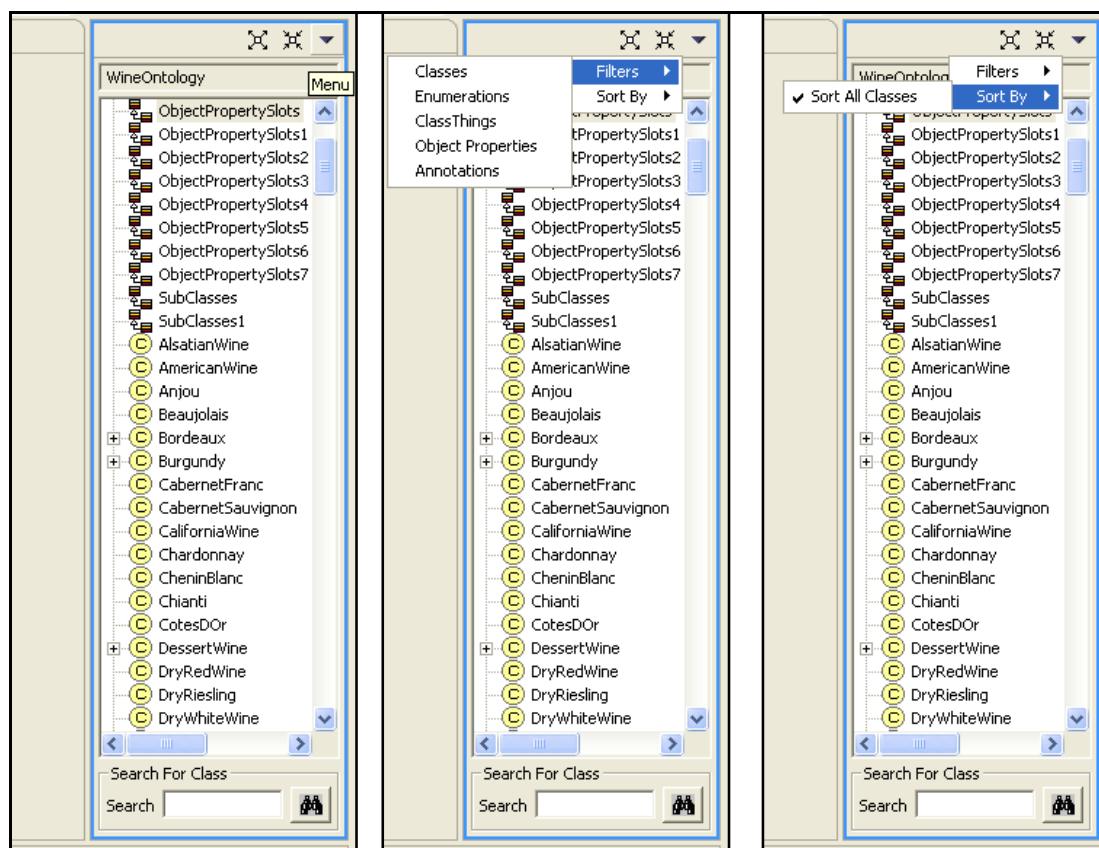 WineOntology
Menu
ObjectPropertySlots
ObjectPropertySlots1
ObjectPropertySlots2
ObjectPropertySlots3
ObjectPropertySlots4
ObjectPropertySlots5
ObjectPropertySlots6
ObjectPropertySlots7
SubClasses
SubClasses1
AlsatianWine
AmericanWine
Anjou
Beaujolais
Bordeaux
Burgundy
CabernetFranc
CabernetSauvignon
CaliforniaWine
Chardonnay
CheninBlanc
Chianti
CotesDOr
DessertWine
DryRedWine
DryRiesling
DryWhiteWine
Search For Class
Search
Filters
Sort By
Classes
Enumerations
ClassThings
Object Properties
Annotations
ctPropertySlots1
ctPropertySlots2
ctPropertySlots3
ObjectPropertySlots4
ObjectPropertySlots5
ObjectPropertySlots6
ObjectPropertySlots7
SubClasses
SubClasses1
AlsatianWine
AmericanWine
Anjou
Beaujolais
Bordeaux
Burgundy
CabernetFranc
CabernetSauvignon
CaliforniaWine
Chardonnay
CheninBlanc
Chianti
CotesDOr
DessertWine
DryRedWine
DryRiesling
DryWhiteWine
Search For Class
Search
WineOntolog
Filters
Sort By
Sort All Classes
ObjectPropertySlots1
ObjectPropertySlots2
ObjectPropertySlots3
ObjectPropertySlots4
ObjectPropertySlots5
ObjectPropertySlots6
ObjectPropertySlots7
SubClasses
SubClasses1
AlsatianWine
AmericanWine
Anjou
Beaujolais
Bordeaux
Burgundy
CabernetFranc
CabernetSauvignon
CaliforniaWine
Chardonnay
CheninBlanc
Chianti
CotesDOr
DessertWine
DryRedWine
DryRiesling
DryWhiteWine
Search For Class
Search